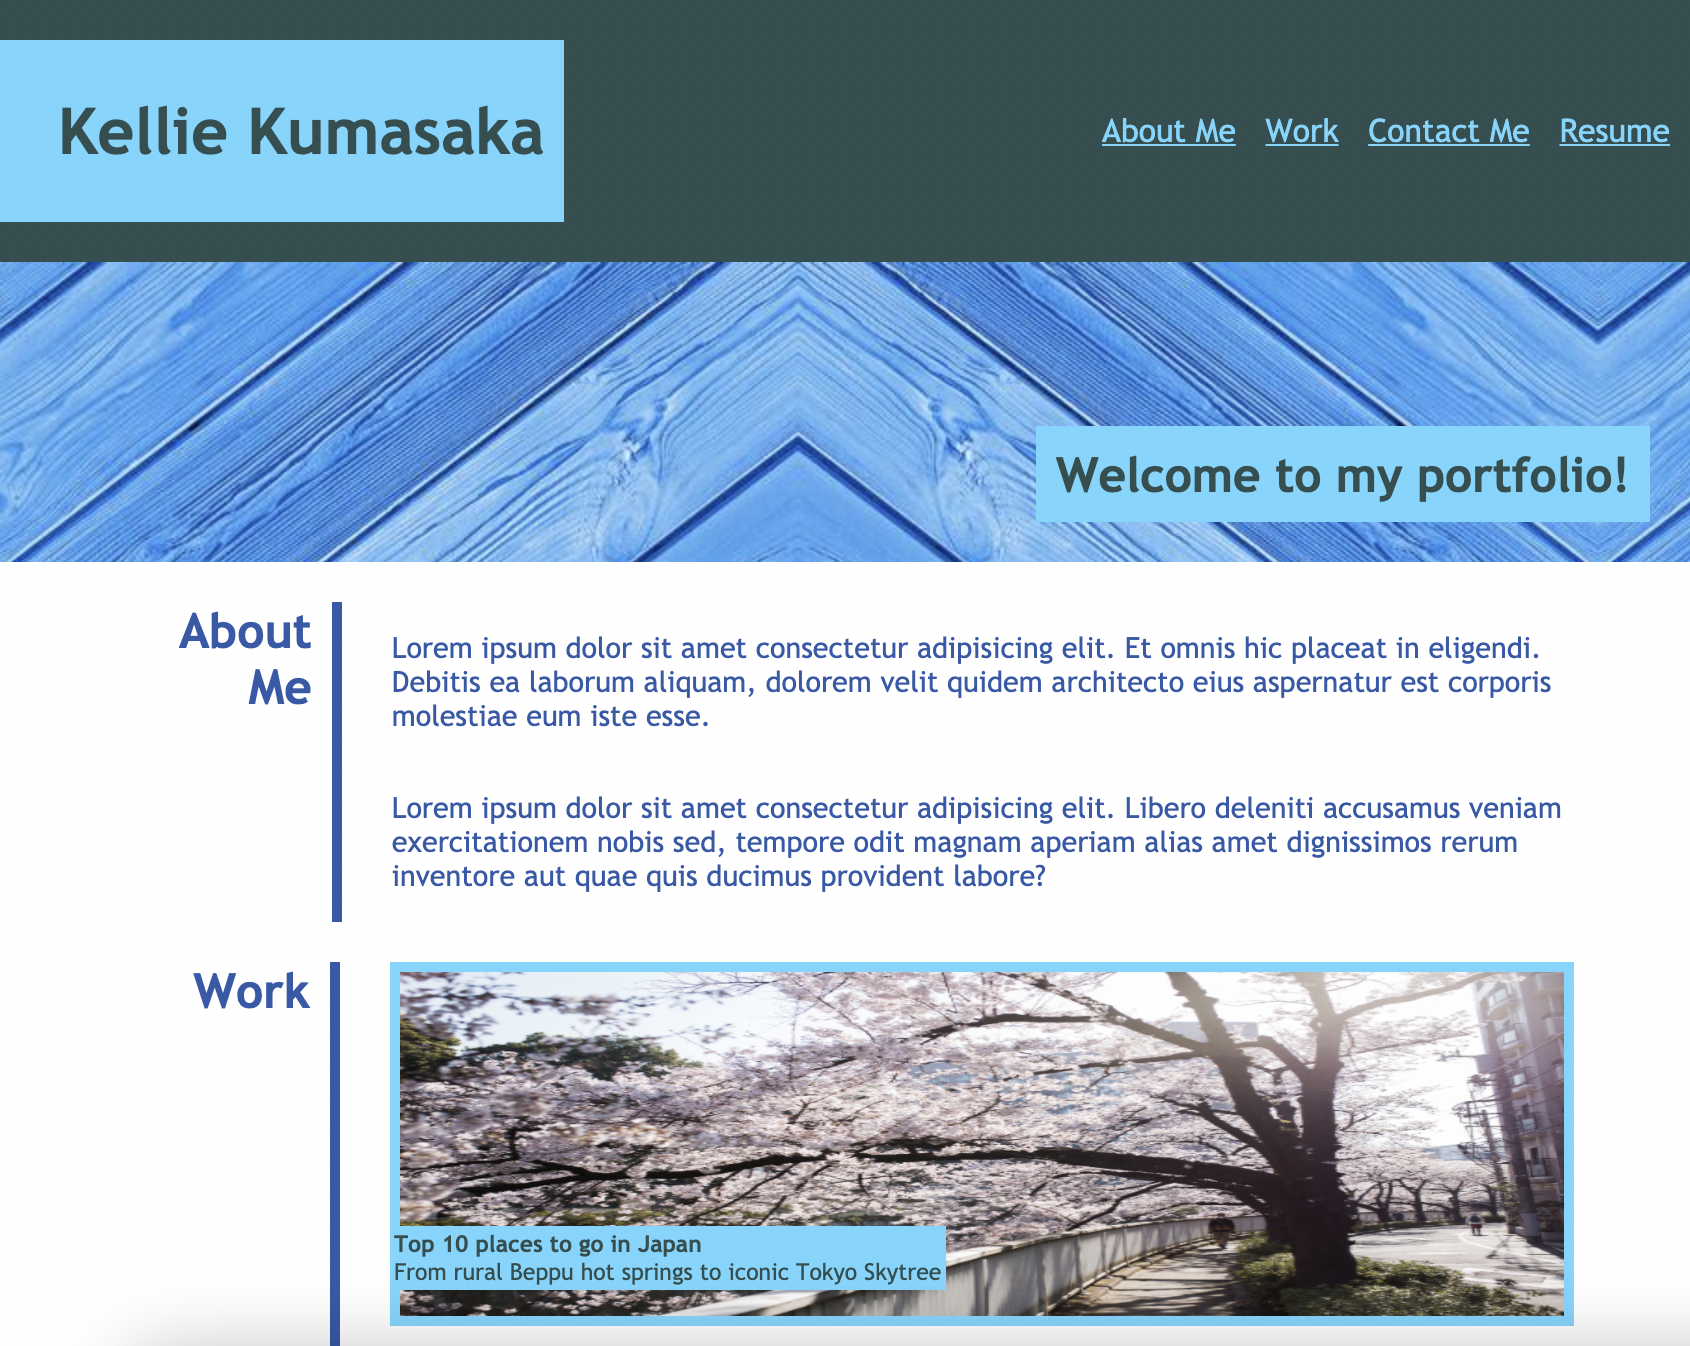 Kellie Kumasaka
About Me Work Contact Me Resume
Welcome to my portfolio!
About
Me
Lorem ipsum dolor sit amet consectetur adipisicing elit. Et omnis hic placeat in eligendi.
Debitis ea laborum aliquam, dolorem velit quidem architecto eius aspernatur est corporis
molestiae eum iste esse.
Lorem ipsum dolor sit amet consectetur adipisicing elit. Libero deleniti accusamus veniam
exercitationem nobis sed, tempore odit magnam aperiam alias amet dignissimos rerum
inventore aut quae quis ducimus provident labore?
Work
Top 10 places to go in Japan
From rural Beppu hot springs to iconic Tokyo Skytree